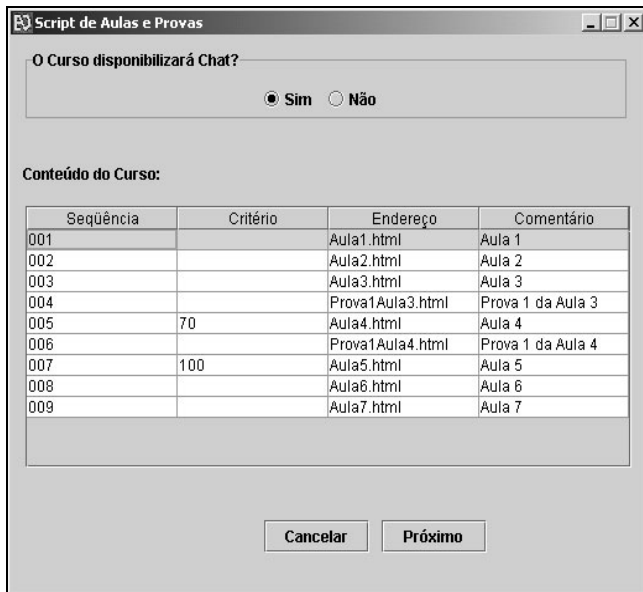 Script de Aulas e Provas
O Curso disponibilizará Chat?
Sim Não
Conteúdo do Curso:
Seqüência Critério Endereço Comentário
001 Aula1.html Aula 1
002 Aula2.html Aula 2
003 Aula3.html Aula 3
004 Prova1Aula3.html Prova 1 da Aula 3
005 70 Aula4.html Aula 4
006 Prova1Aula4.html Prova 1 da Aula 4
007 100 Aula5.html Aula 5
008 Aula6.html Aula 6
009 Aula7.html Aula 7
Cancelar Próximo